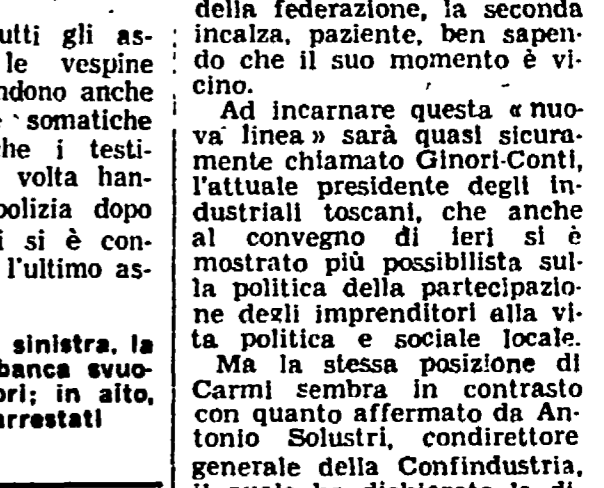 utti gli as-
le vespine
ndono anche
somatiche
he i testi-
volta han-
polizia dopo
i si è con-
l'ultimo as-
sinistra, la
banca svuo-
ori; in alto,
arrestati
della federazione, la seconda
incalza, paziente, ben sapen-
do che il suo momento è vi-
cino.
Ad incarnare questa « nuo-
va linea » sarà quasi sicura-
mente chiamato Ginori-Conti,
l'attuale presidente degli in-
dustriali toscani, che anche
al convegno di ieri si è
mostrato più possibilista sul-
la politica della partecipazio-
ne degli imprenditori alla vi-
ta politica e sociale locale.
Ma la stessa posizione di
Carmi sembra in contrasto
con quanto affermato da An-
tonio Solustri, condirettore
generale della Confindustria,